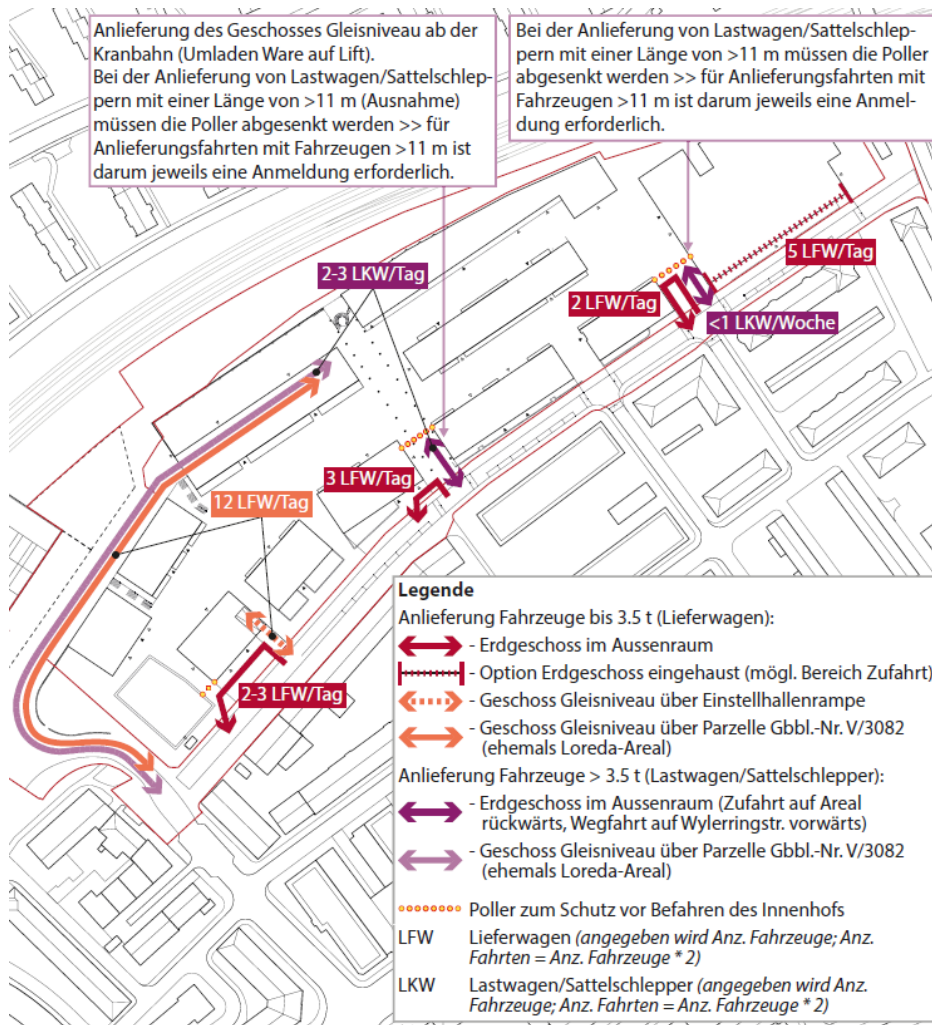 Anlieferung des Geschosses Gleisniveau ab der
Kranbahn (Umladen Ware auf Lift).
Bei der Anlieferung von Lastwagen/Sattelschlep-
pern mit einer Länge von >11 m (Ausnahme)
müssen die Poller abgesenkt werden >> für
Anlieferungsfahrten mit Fahrzeugen >11 m ist
darum jeweils eine Anmeldung erforderlich.
Bei der Anlieferung von Lastwagen/Sattelschlep-
pern mit einer Länge von >11 m müssen die Poller
abgesenkt werden >> für Anlieferungsfahrten mit
Fahrzeugen >11 m ist darum jeweils eine Anmel-
dung erforderlich.
5 LFW/Tag
2-3 LKW/Tag
2 LFW/Tag
<1 LKW/Woche
3 LFW/Tag
12 LFW/Tag
2-3 LFW/Tag
Legende
Anlieferung Fahrzeuge bis 3.5 t (Lieferwagen):
- Erdgeschoss im Aussenraum
- Option Erdgeschoss eingehaust (mögl. Bereich Zufahrt)
- Geschoss Gleisniveau über Einstellhallenrampe
- Geschoss Gleisniveau über Parzelle Gbbl.-Nr. V/3082
(ehemals Loreda-Areal)
Anlieferung Fahrzeuge > 3.5 t (Lastwagen/Sattelschlepper):
- Erdgeschoss im Aussenraum (Zufahrt auf Areal
rückwärts, Wegfahrt auf Wylerringstr. vorwärts)
- Geschoss Gleisniveau über Parzelle Gbbl.-Nr. V/3082
(ehemals Loreda-Areal)
Poller zum Schutz vor Befahren des Innenhofs
LFW Lieferwagen (angegeben wird Anz. Fahrzeuge; Anz.
Fahrten = Anz. Fahrzeuge * 2)
LKW Lastwagen/Sattelschlepper (angegeben wird Anz.
Fahrzeuge; Anz. Fahrten = Anz. Fahrzeuge * 2)